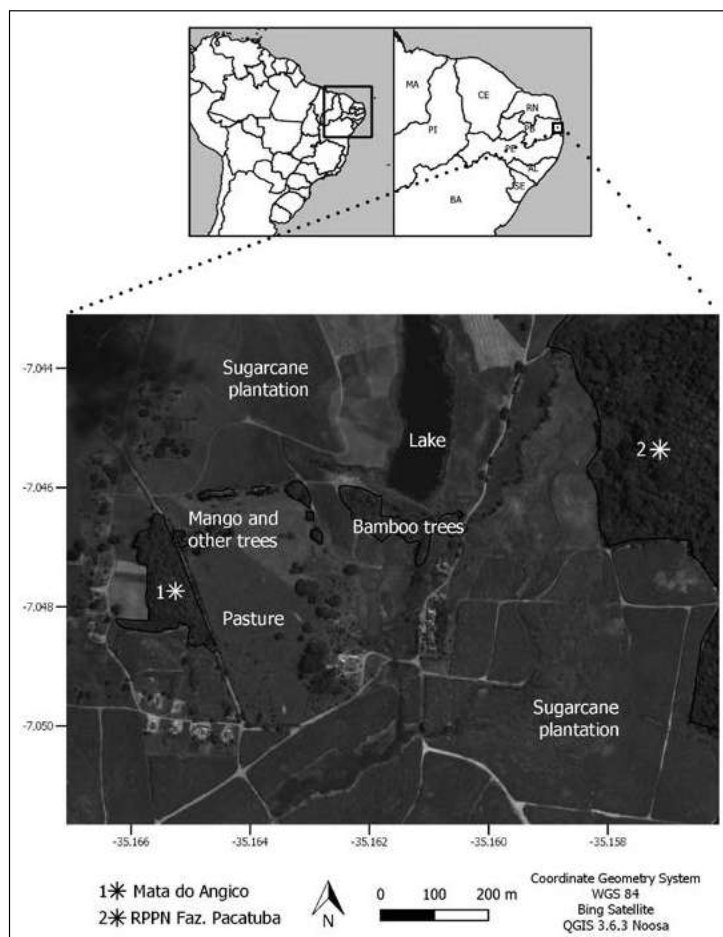 MA
CE
RN
PI
PB
PE
AL
SE
BA
-7.044
-7.046
-7.048
-7.050
Sugarcane
plantation
Lake
2
Mango and
other trees
Bamboo trees
1
Pasture
Sugarcane
plantation
-35.166
-35.164
-35.162
-35.160
-35.158
1 Mata do Angico
2 RPPN Faz. Pacatuba
N
0 100 200 m
Coordinate Geometry System
WGS 84
Bing Satellite
QGIS 3.6.3 Noosa